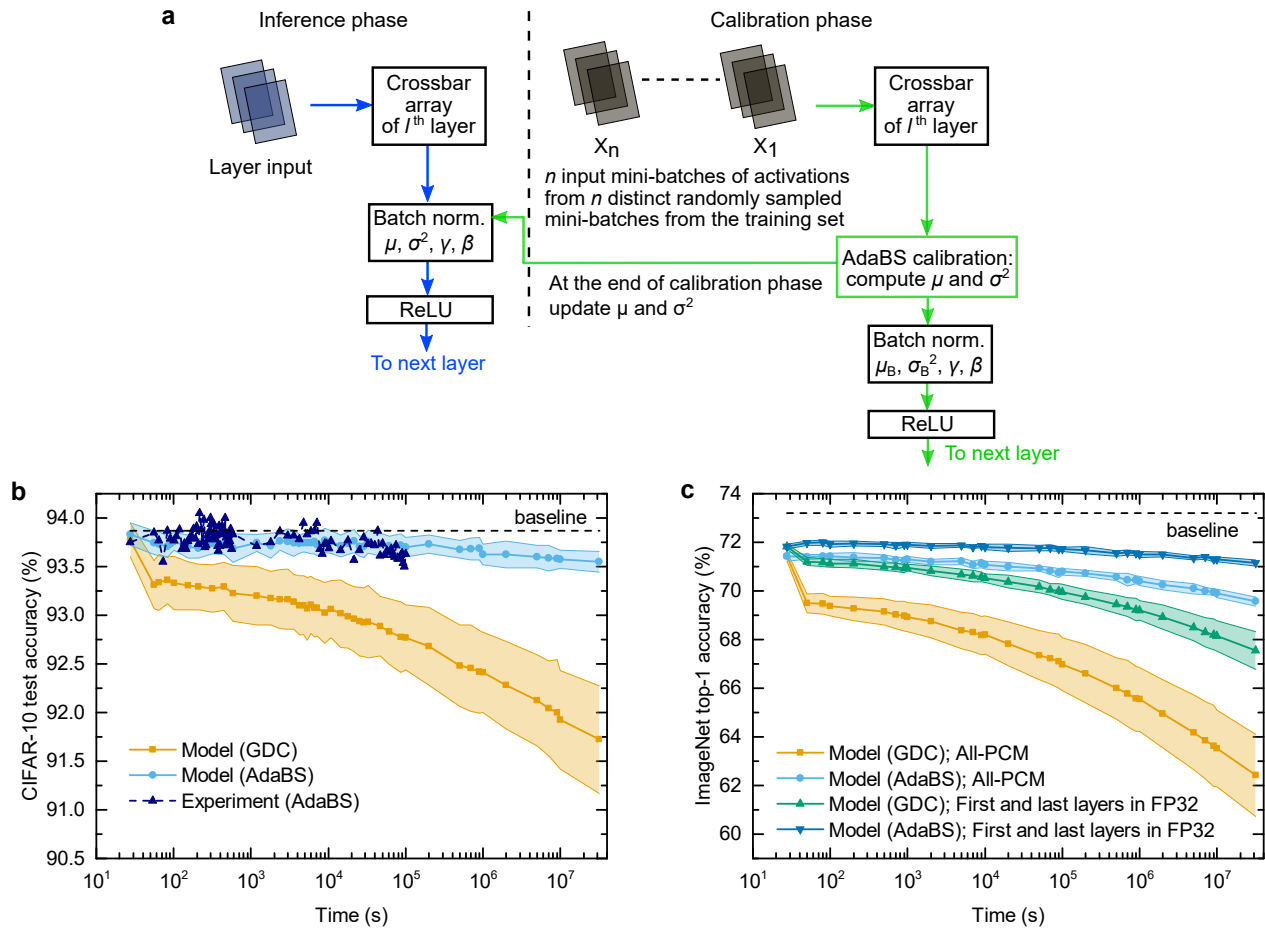 a
Inference phase
Calibration phase
Crossbar
array
of lᵗʰ layer
Layer input
Batch norm.
μ, σ², γ, β
ReLU
To next layer
Xₙ
X₁
n input mini-batches of activations
from n distinct randomly sampled
mini-batches from the training set
At the end of calibration phase
update μ and σ²
Crossbar
array
of lᵗʰ layer
AdaBS calibration:
compute μ and σ²
Batch norm.
μ_B, σ_B², γ, β
ReLU
To next layer
b
CIFAR-10 test accuracy (%)
94.0
93.5
93.0
92.5
92.0
91.5
91.0
90.5
baseline
Model (GDC)
Model (AdaBS)
Experiment (AdaBS)
10¹
10²
10³
10⁴
10⁵
10⁶
10⁷
Time (s)
c
ImageNet top-1 accuracy (%)
74
72
70
68
66
64
62
60
baseline
Model (GDC); All-PCM
Model (AdaBS); All-PCM
Model (GDC); First and last layers in FP32
Model (AdaBS); First and last layers in FP32
10¹
10²
10³
10⁴
10⁵
10⁶
10⁷
Time (s)